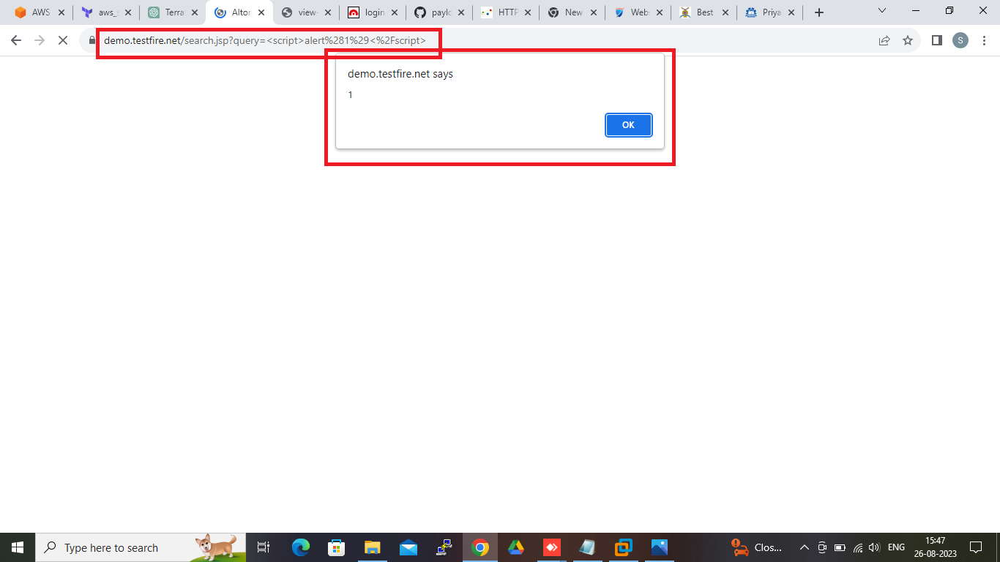 AWS
aws_s
Terra
Altor
view-
login
paylo
HTTP
New
Webs
Best
Priya
demo.testfire.net/search.jsp?query=<script>alert%281%29<%2Fscript>
S
demo.testfire.net says
1
OK
Type here to search
Clos...
ENG
15:47
26-08-2023